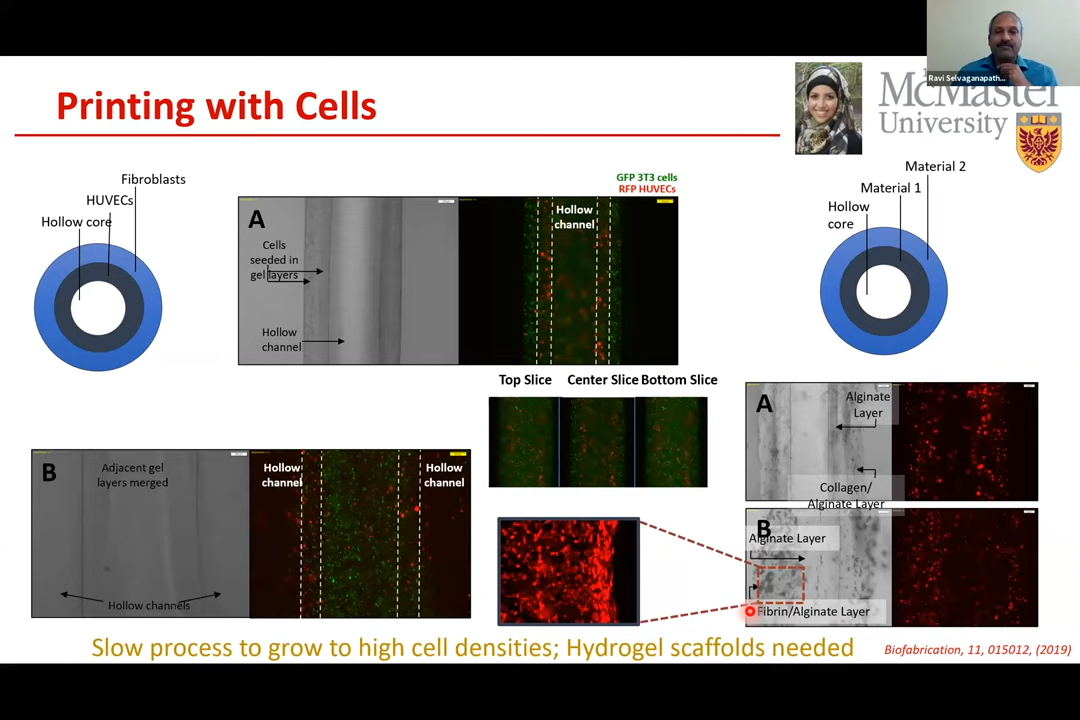 Ravi Selvaganapath...
Printing with Cells
McMaster
University
Fibroblasts
HUVECs
Hollow core
GFP 3T3 cells
RFP HUVECs
A
Cells
seeded in
gel layers
Hollow
channel
Hollow
channel
Material 2
Material 1
Hollow
core
Top Slice
Center Slice
Bottom Slice
B
Adjacent gel
layers merged
Hollow channels
Hollow
channel
Hollow
channel
A
Alginate
Layer
Collagen/
Alginate Layer
B
Alginate Layer
Fibrin/Alginate Layer
Slow process to grow to high cell densities; Hydrogel scaffolds needed
Biofabrication, 11, 015012, (2019)